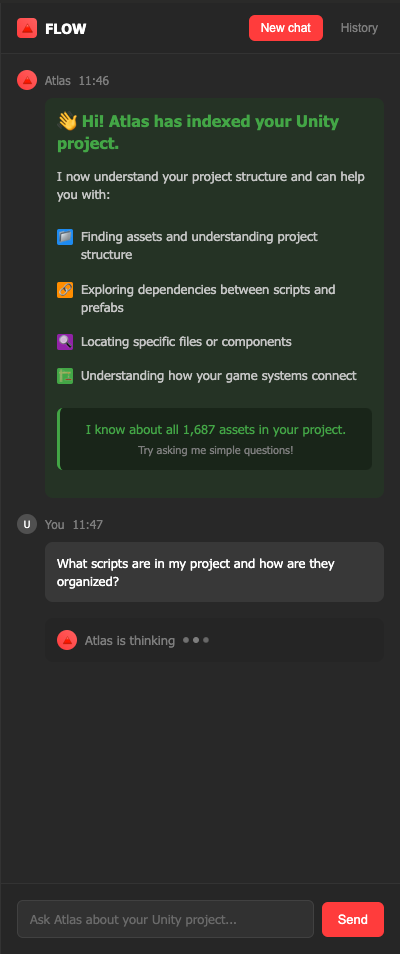 FLOW
New chat
History
Atlas 11:46
👋 Hi! Atlas has indexed your Unity
project.
I now understand your project structure and can help
you with:
Finding assets and understanding project
structure
Exploring dependencies between scripts and
prefabs
Locating specific files or components
Understanding how your game systems connect
I know about all 1,687 assets in your project.
Try asking me simple questions!
U You 11:47
What scripts are in my project and how are they
organized?
Atlas is thinking
Ask Atlas about your Unity project...
Send